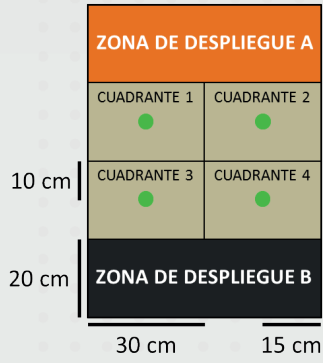 ZONA DE DESPLIEGUE A
CUADRANTE 1 CUADRANTE 2
CUADRANTE 3 CUADRANTE 4
10 cm
20 cm
ZONA DE DESPLIEGUE B
30 cm 15 cm